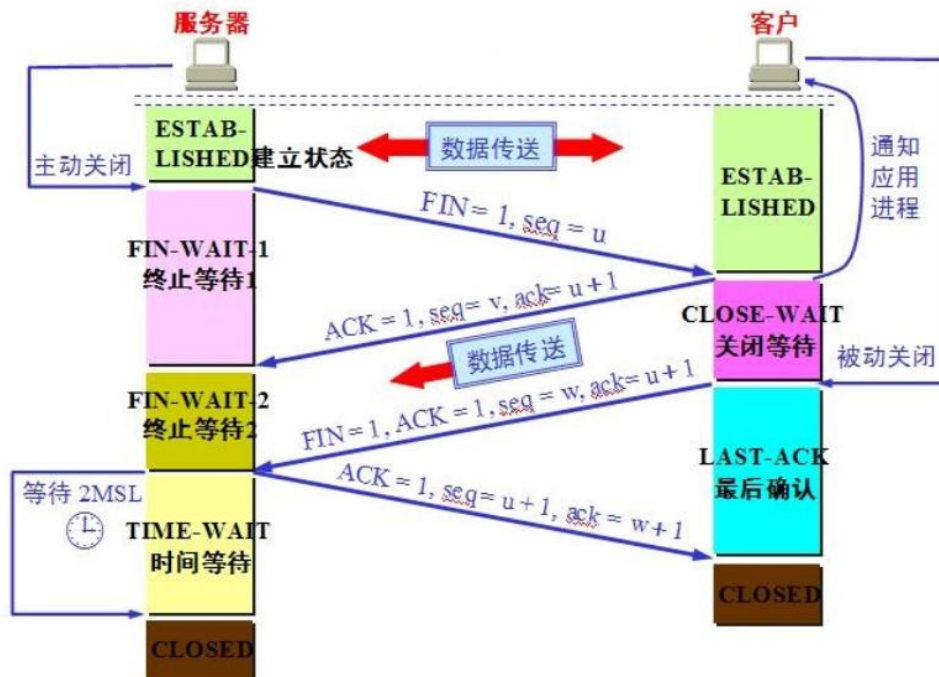 服务器
客户
ESTAB-
LISHED建立状态
数据传送
主动关闭
通知
应用
进程
ESTAB-
LISHED
FIN = 1, seq = u
FIN-WAIT-1
终止等待1
ACK = 1, seq= v, ack= u + 1
CLOSE-WAIT
关闭等待
数据传送
被动关闭
FIN-WAIT-2
终止等待2
FIN = 1, ACK = 1, seq = w, ack= u + 1
LAST-ACK
最后确认
ACK = 1, seq= u + 1, ack = w + 1
等待 2MSL
TIME-WAIT
时间等待
CLOSED
CLOSED